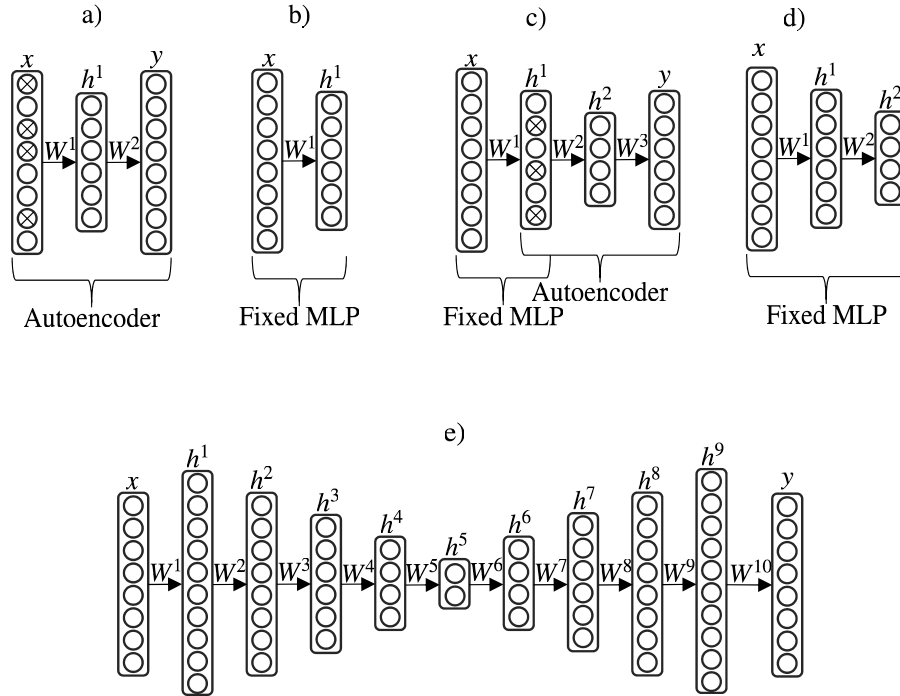 a)
b)
c)
d)
x
h¹
y
W¹
W²
Autoencoder
x
h¹
W¹
Fixed MLP
x
h¹
h²
y
W¹
W²
W³
Fixed MLP
Autoencoder
x
h¹
h²
W¹
W²
Fixed MLP
e)
x
h¹
h²
h³
h⁴
h⁵
h⁶
h⁷
h⁸
h⁹
y
W¹
W²
W³
W⁴
W⁵
W⁶
W⁷
W⁸
W⁹
W¹⁰